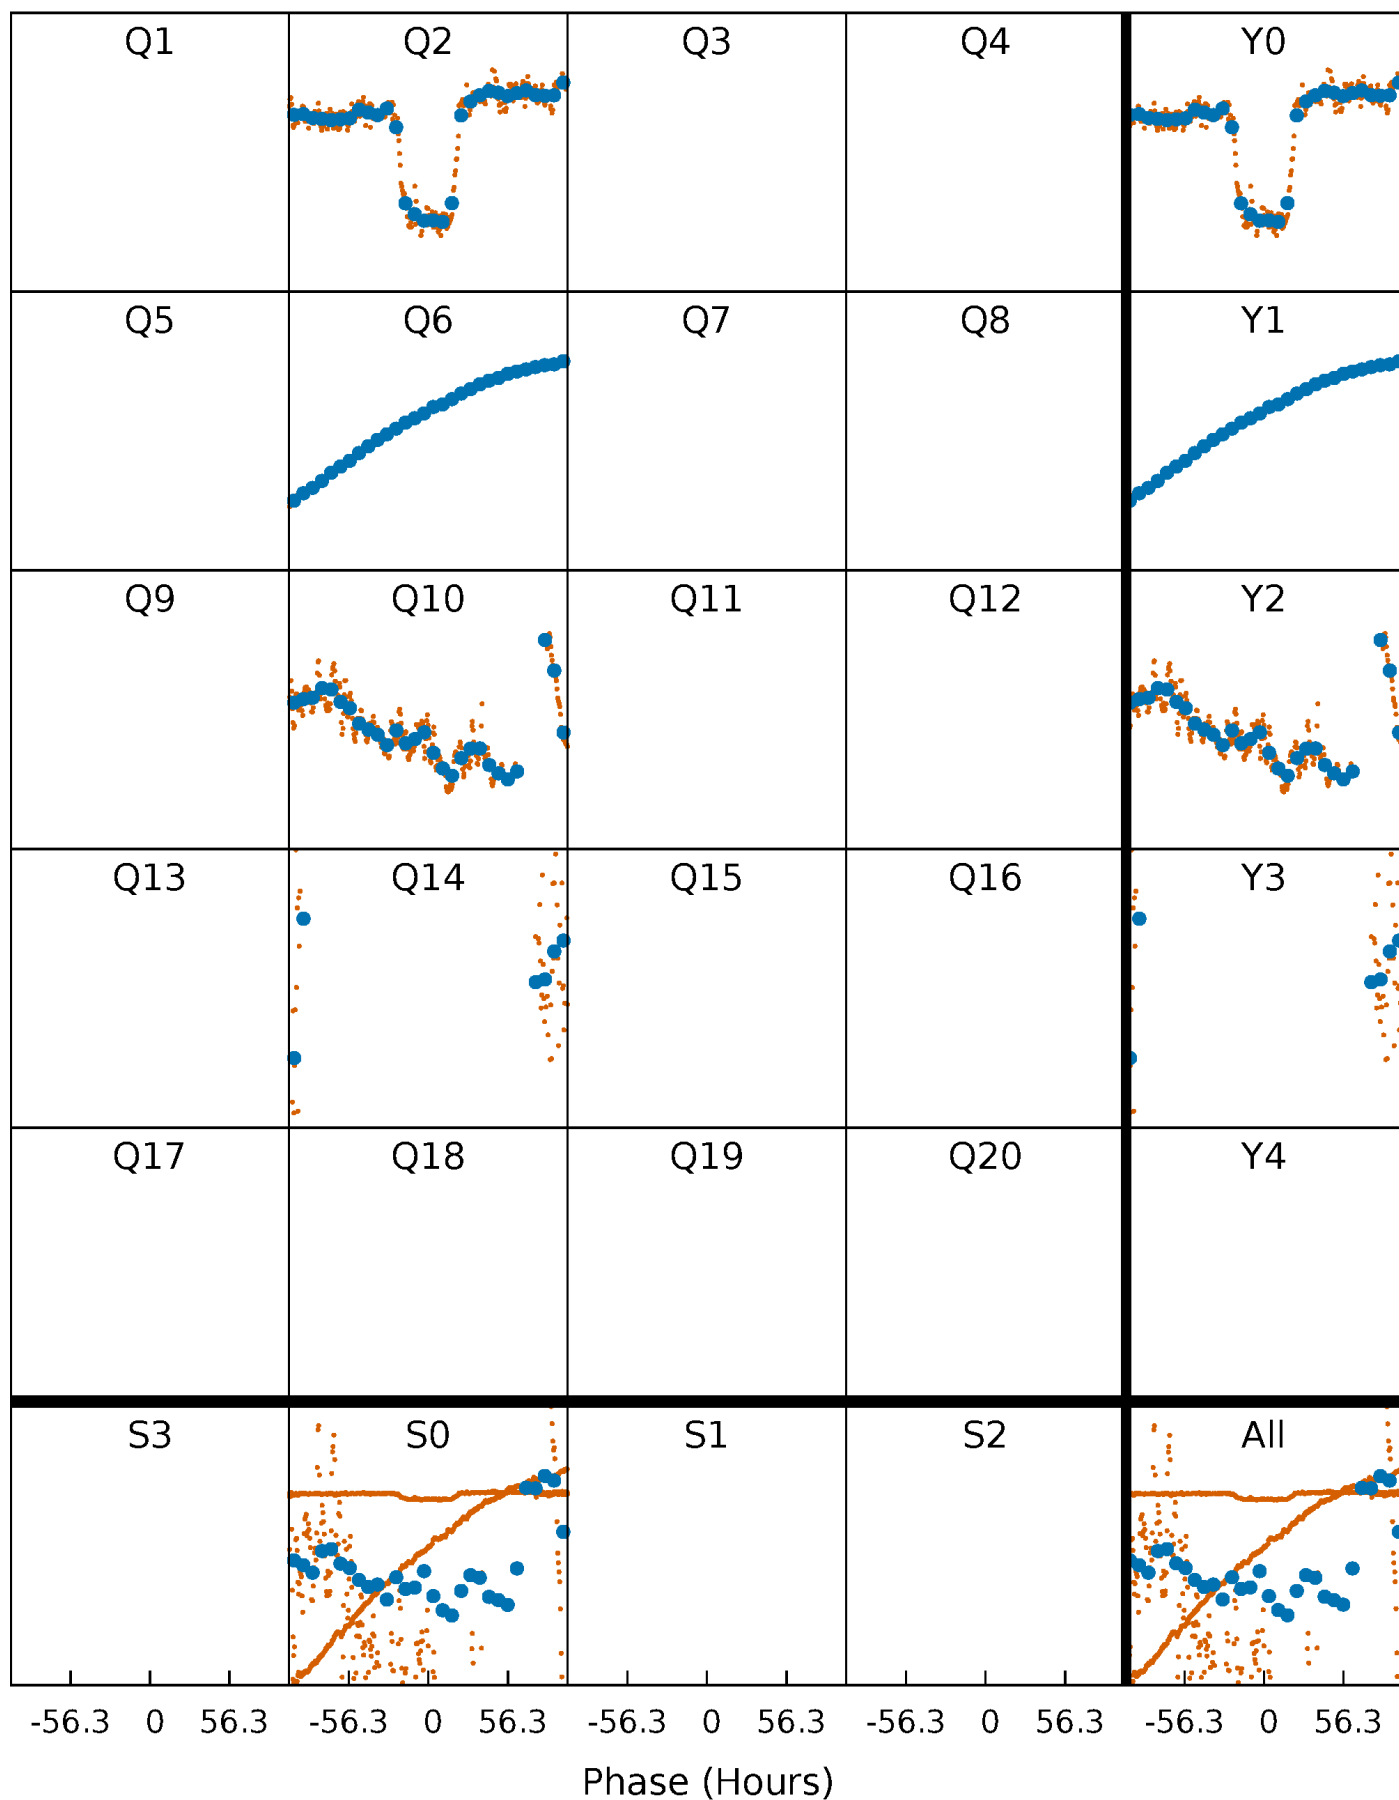 Q1 Q2 Q3 Q4 Y0
Q5 Q6 Q7 Q8 Y1
Q9 Q10 Q11 Q12 Y2
Q13 Q14 Q15 Q16 Y3
Q17 Q18 Q19 Q20 Y4
S3 S0 S1 S2 All
-56.3 0 56.3 -56.3 0 56.3 -56.3 0 56.3 -56.3 0 56.3 -56.3 0 56.3
Phase (Hours)